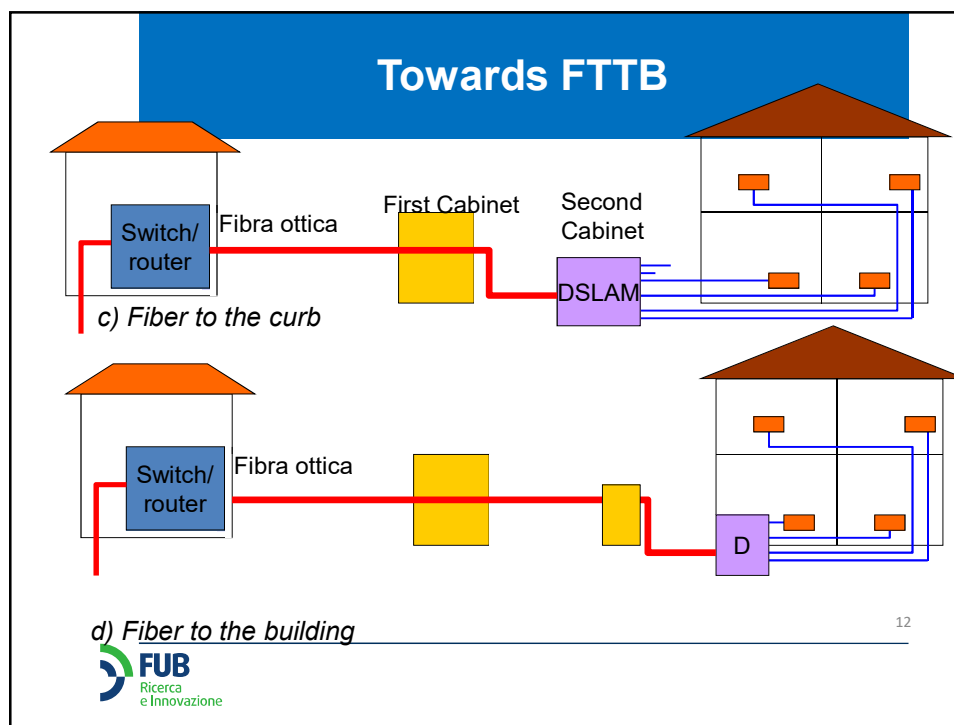 Towards FTTB
First Cabinet
Second
Cabinet
Switch/
router
Fibra ottica
DSLAM
c) Fiber to the curb
Switch/
router
Fibra ottica
D
d) Fiber to the building
12
FUB
Ricerca
e Innovazione